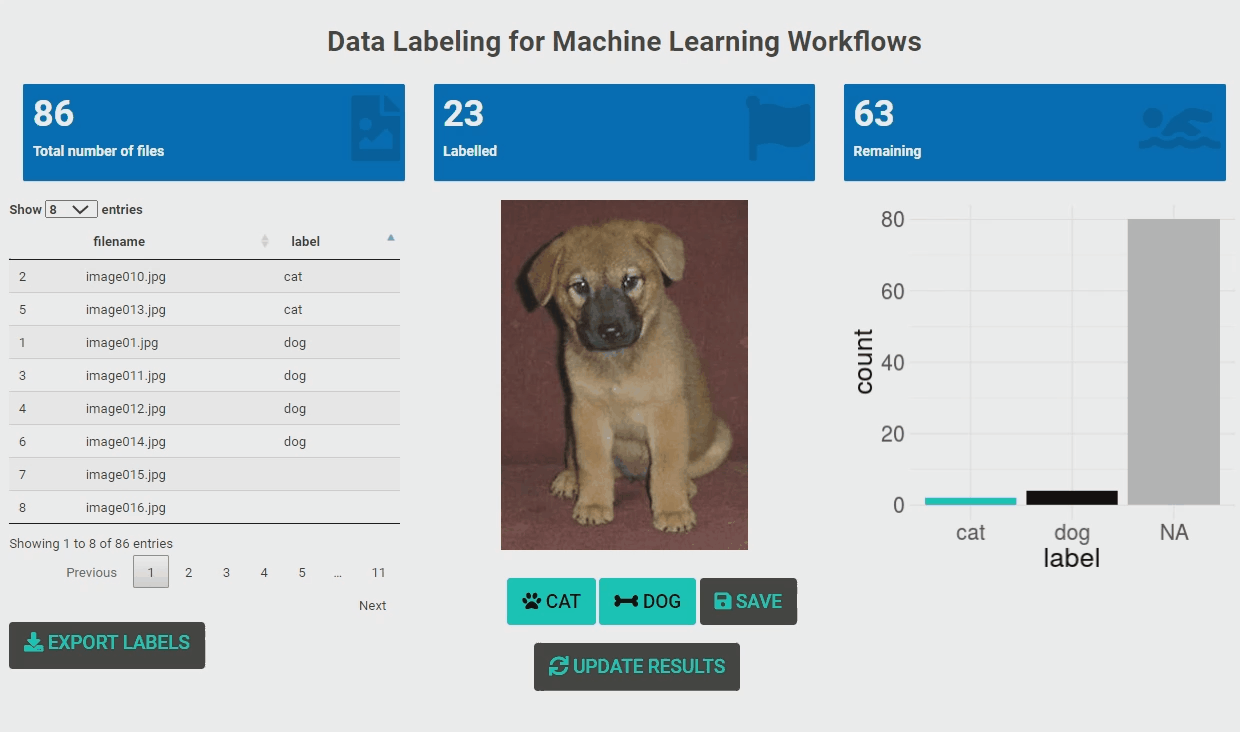 Data Labeling for Machine Learning Workflows
86
Total number of files
23
Labelled
63
Remaining
Show 8 entries
filename label
2 image010.jpg cat
5 image013.jpg cat
1 image01.jpg dog
3 image011.jpg dog
4 image012.jpg dog
6 image014.jpg dog
7 image015.jpg
8 image016.jpg
Showing 1 to 8 of 86 entries
Previous 1 2 3 4 5 … 11
Next
EXPORT LABELS
CAT DOG SAVE
UPDATE RESULTS
80
60
40
20
0
count
cat dog NA
label